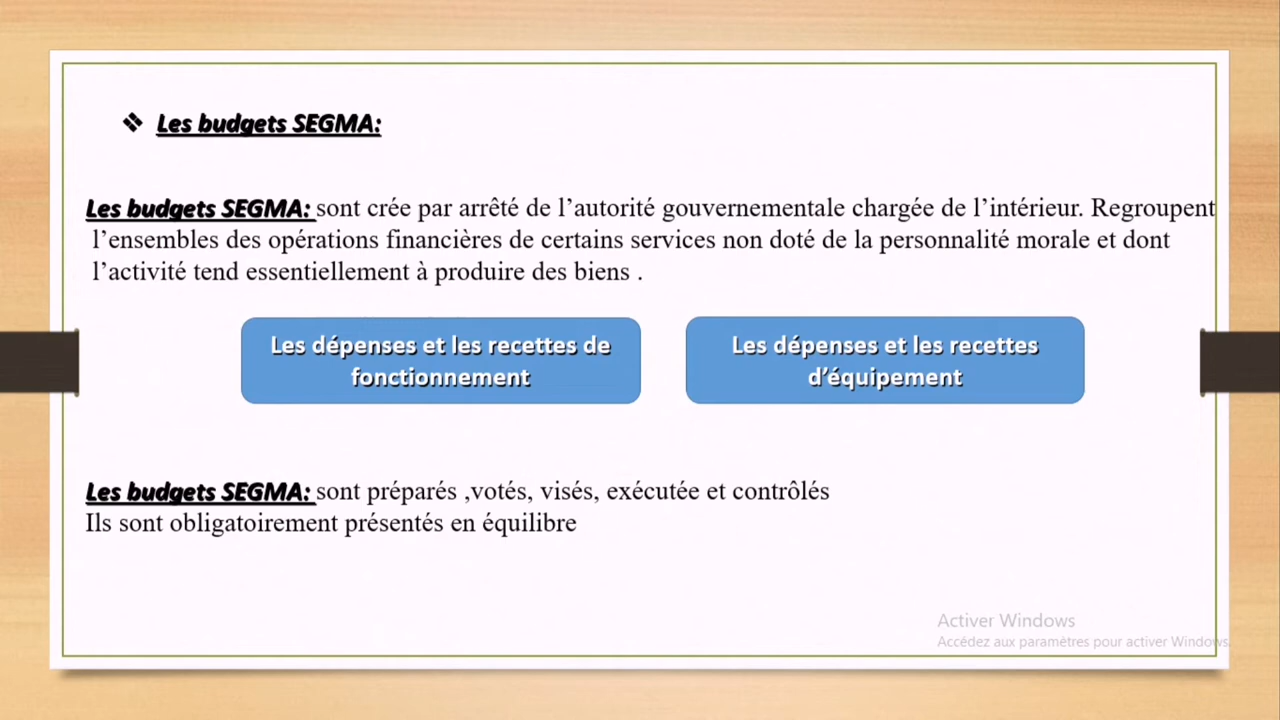 ❖ Les budgets SEGMA:
Les budgets SEGMA: sont crée par arrêté de l’autorité gouvernementale chargée de l’intérieur. Regroupent
l’ensembles des opérations financières de certains services non doté de la personnalité morale et dont
l’activité tend essentiellement à produire des biens .
Les dépenses et les recettes de
fonctionnement
Les dépenses et les recettes
d’équipement
Les budgets SEGMA: sont préparés ,votés, visés, exécutée et contrôlés
Ils sont obligatoirement présentés en équilibre
Activer Windows
Accédez aux paramètres pour activer Windows.